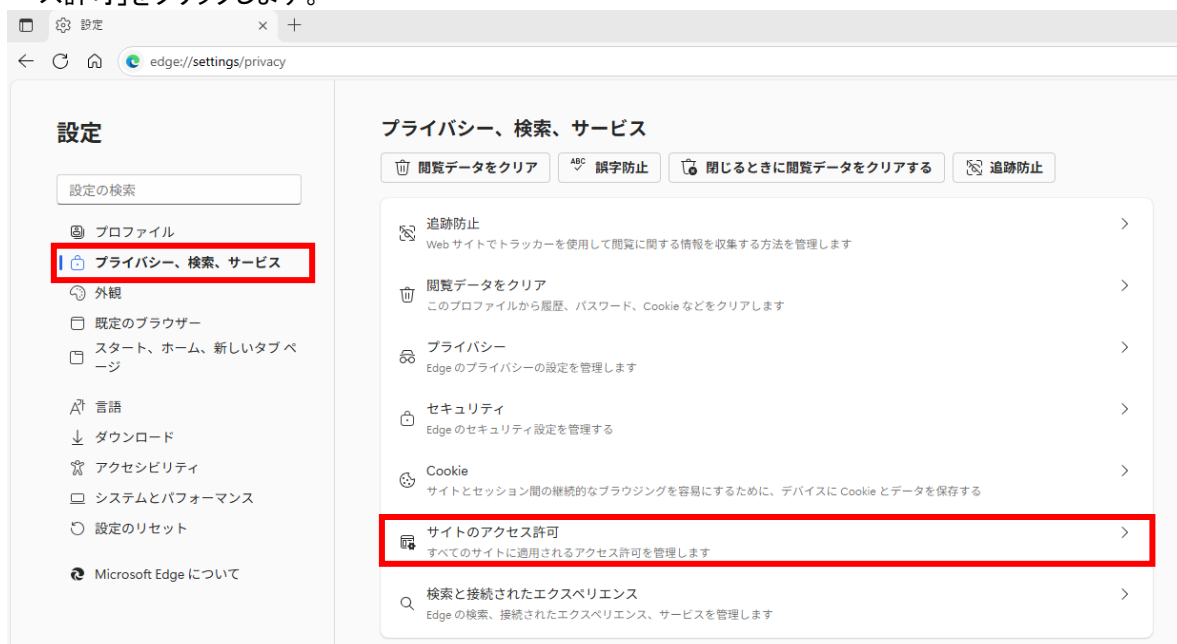 ス許可」をクリックします。
設定
edge://settings/privacy
設定
設定の検索
プロファイル
プライバシー、検索、サービス
外観
既定のブラウザー
スタート、ホーム、新しいタブ ペ
ージ
言語
ダウンロード
アクセシビリティ
システムとパフォーマンス
設定のリセット
Microsoft Edge について
プライバシー、検索、サービス
閲覧データをクリア
ABC 誤字防止
閉じるときに閲覧データをクリアする
追跡防止
追跡防止
Web サイトでトラッカーを使用して閲覧に関する情報を収集する方法を管理します
閲覧データをクリア
このプロファイルから履歴、パスワード、Cookie などをクリアします
プライバシー
Edge のプライバシーの設定を管理します
セキュリティ
Edge のセキュリティ設定を管理する
Cookie
サイトとセッション間の継続的なブラウジングを容易にするために、デバイスに Cookie とデータを保存する
サイトのアクセス許可
すべてのサイトに適用されるアクセス許可を管理します
検索と接続されたエクスペリエンス
Edge の検索、接続されたエクスペリエンス、サービスを管理します